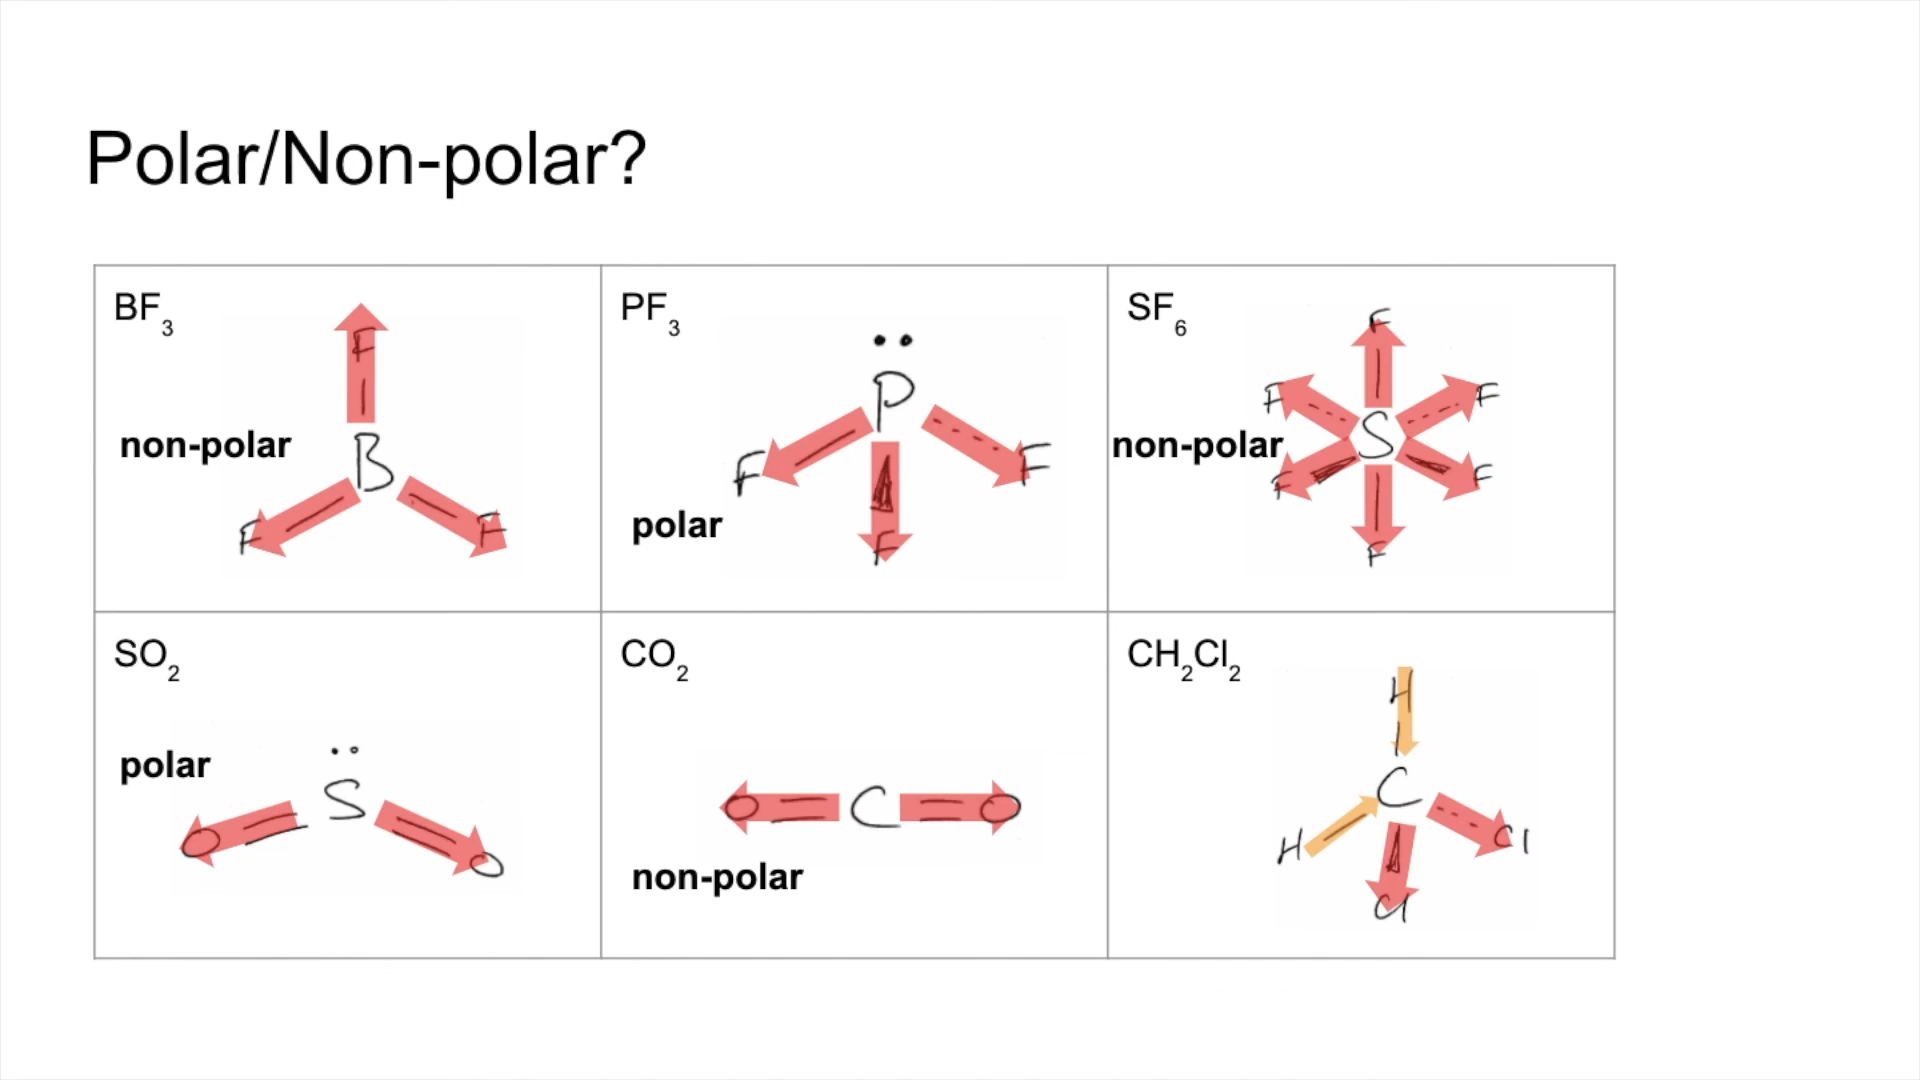 Polar/Non-polar?
BF3
F
non-polar
B
F F
PF3
P
F F
F
polar
SF6
F
F F
non-polar
S
F F
F
SO2
polar
S
O O
CO2
O C O
non-polar
CH2Cl2
H
C
H Cl
Cl